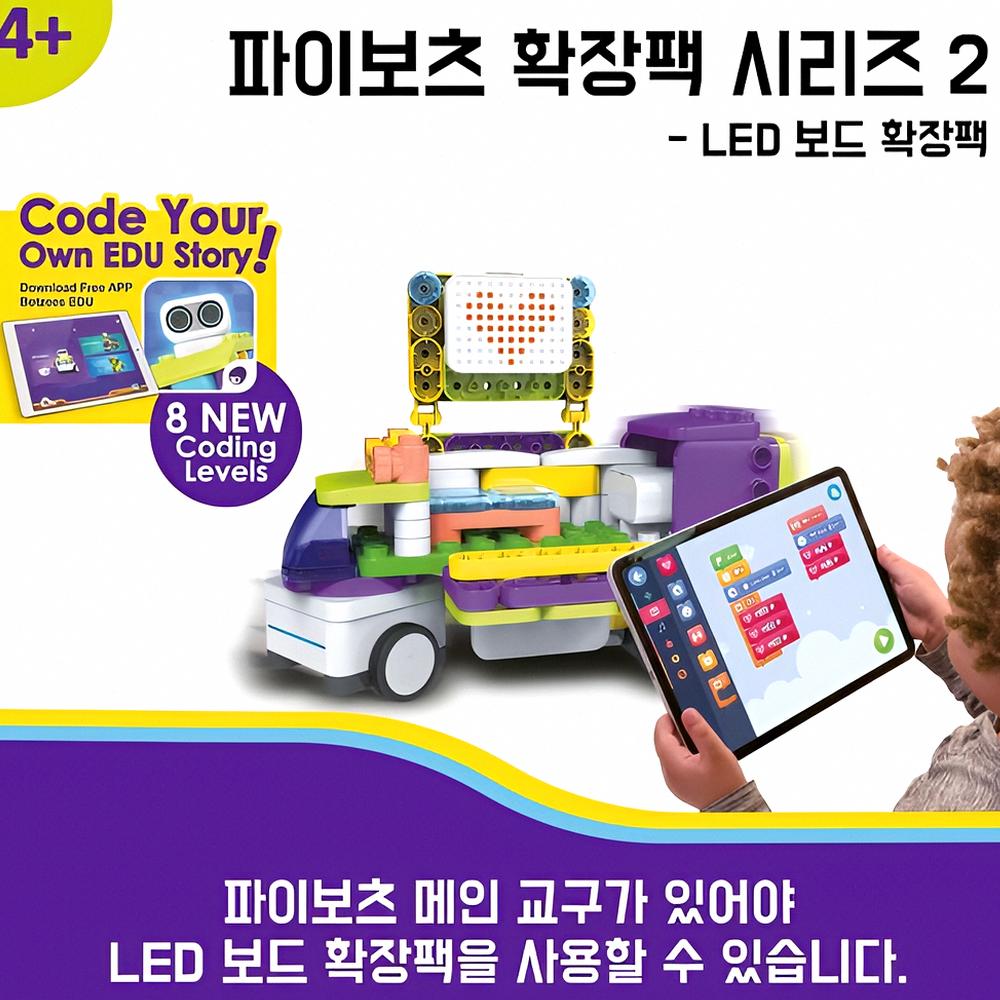 4+
파이보츠 확장팩 시리즈 2
- LED 보드 확장팩
Code Your
Own EDU Story!
Download Free APP
Botzees EDU
8 NEW
Coding
Levels
파이보츠 메인 교구가 있어야
LED 보드 확장팩을 사용할 수 있습니다.